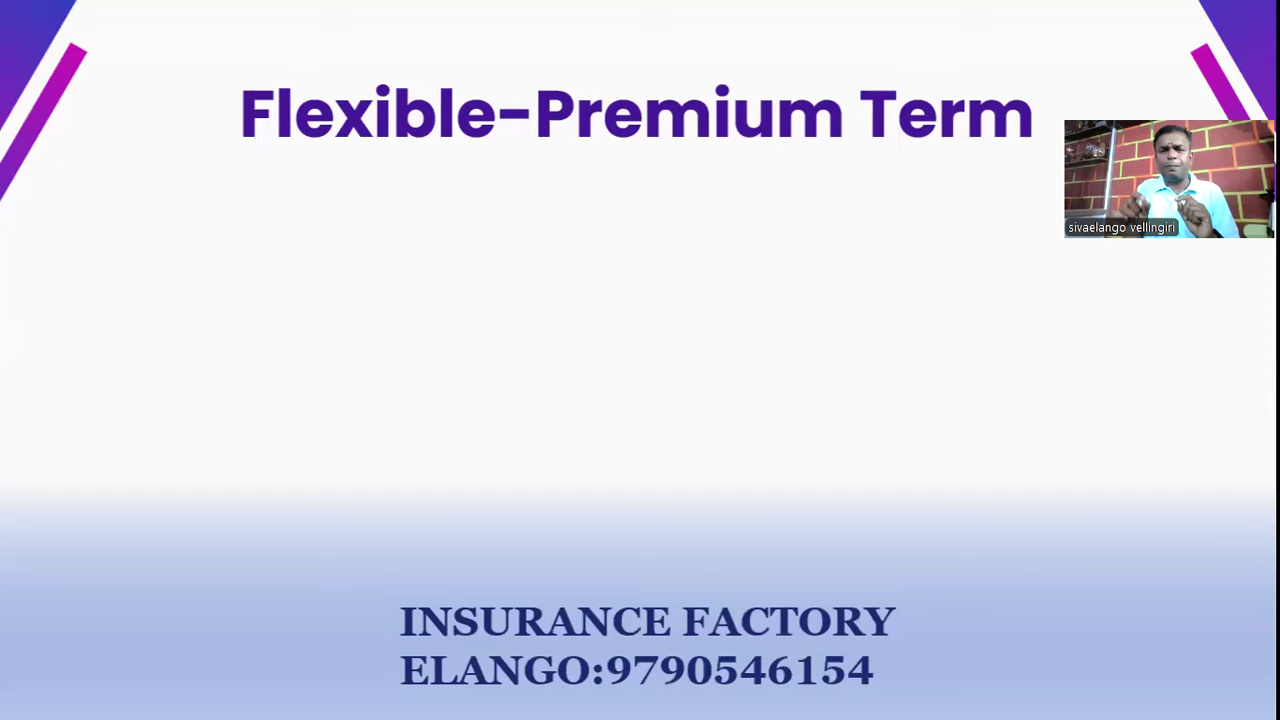 Flexible-Premium Term
sivaelango vellingiri
INSURANCE FACTORY
ELANGO:9790546154